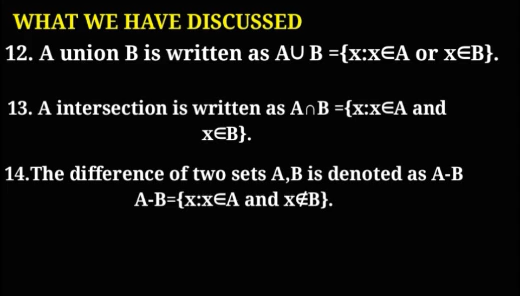 WHAT WE HAVE DISCUSSED
12. A union B is written as A∪ B ={x:x∈A or x∈B}.
13. A intersection is written as A∩B ={x:x∈A and
x∈B}.
14.The difference of two sets A,B is denoted as A-B
A-B={x:x∈A and x∉B}.